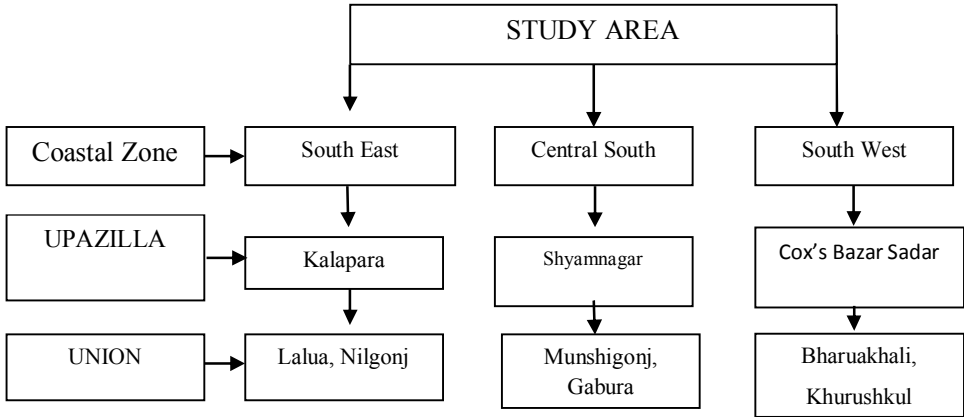 STUDY AREA
Coastal Zone
South East
Central South
South West
UPAZILLA
Kalapara
Shyamnagar
Cox's Bazar Sadar
UNION
Lalua, Nilgonj
Munshigonj,
Gabura
Bharuakhali,
Khurushkul